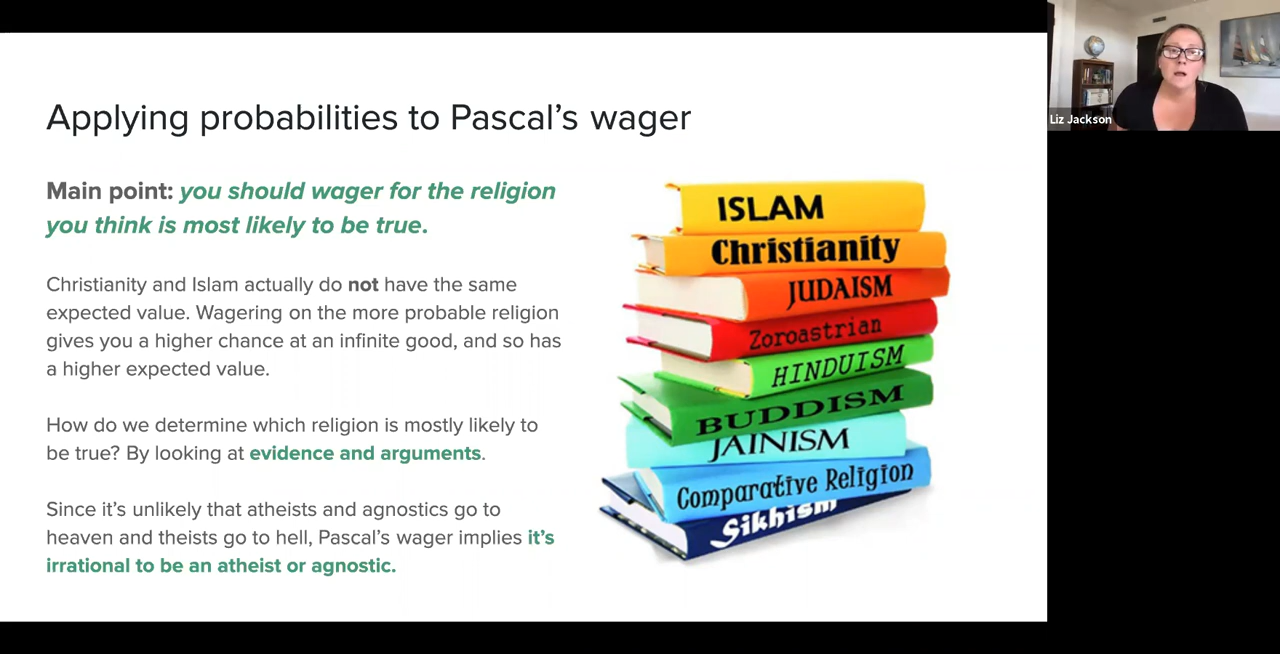 Applying probabilities to Pascal’s wager
Main point: you should wager for the religion
you think is most likely to be true.
Christianity and Islam actually do not have the same
expected value. Wagering on the more probable religion
gives you a higher chance at an infinite good, and so has
a higher expected value.
How do we determine which religion is mostly likely to
be true? By looking at evidence and arguments.
Since it’s unlikely that atheists and agnostics go to
heaven and theists go to hell, Pascal’s wager implies it’s
irrational to be an atheist or agnostic.
ISLAM
Christianity
JUDAISM
Zoroastrian
HINDUISM
BUDDISM
JAINISM
Comparative Religion
Sikhism
Liz Jackson